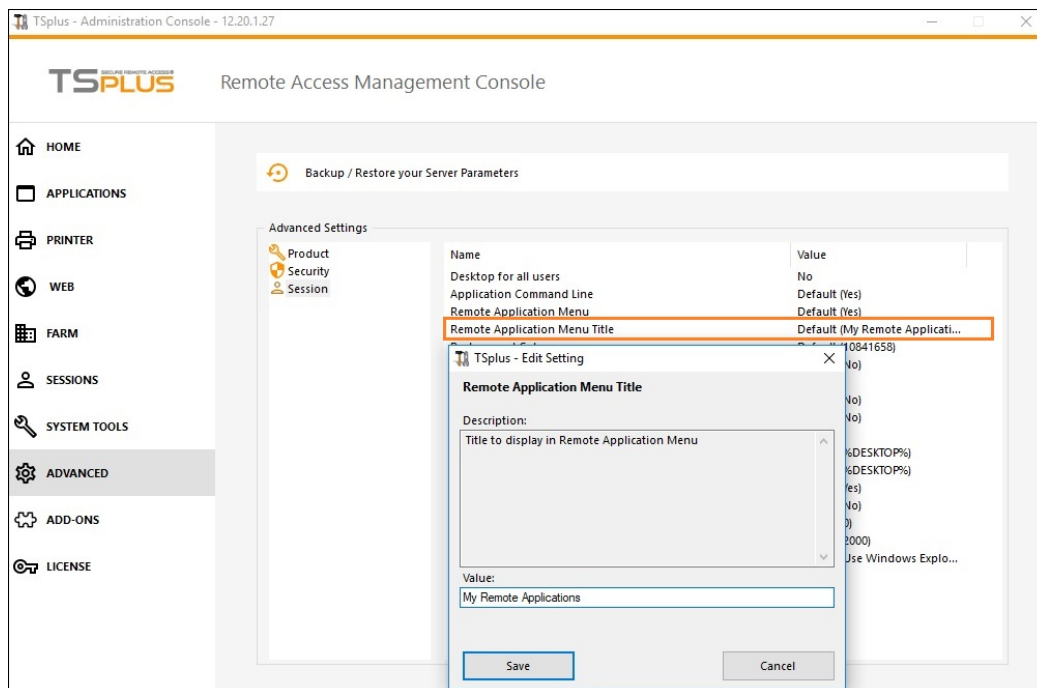 TSplus - Administration Console - 12.20.1.27
TSPLUS
SECURE REMOTE ACCESS®
Remote Access Management Console
HOME
APPLICATIONS
PRINTER
WEB
FARM
SESSIONS
SYSTEM TOOLS
ADVANCED
ADD-ONS
LICENSE
Backup / Restore your Server Parameters
Advanced Settings
Product
Security
Session
Name Value
Desktop for all users No
Application Command Line Default (Yes)
Remote Application Menu Default (Yes)
Remote Application Menu Title Default (My Remote Applicati...
10841658)
No)
No)
No)
%DESKTOP%)
%DESKTOP%)
Yes)
No)
0)
2000)
Use Windows Explo...
TSplus - Edit Setting
Remote Application Menu Title
Description:
Title to display in Remote Application Menu
Value:
My Remote Applications
Save Cancel